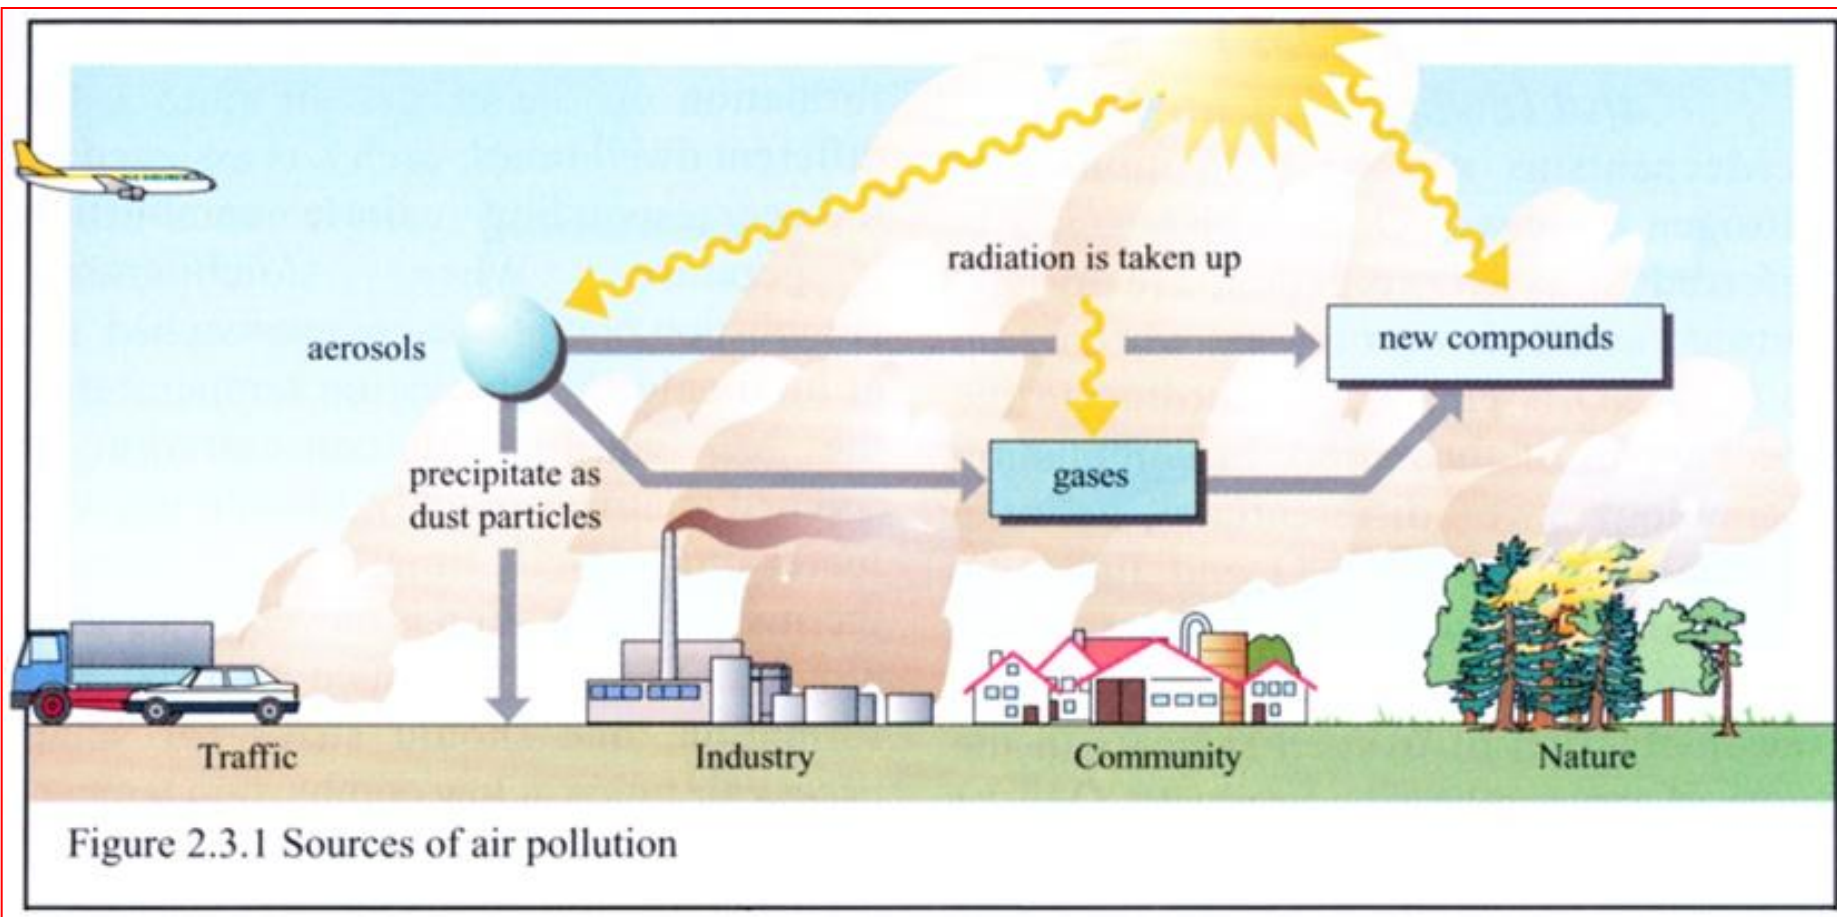 radiation is taken up
aerosols
new compounds
precipitate as
dust particles
gases
Traffic
Industry
Community
Nature
Figure 2.3.1 Sources of air pollution